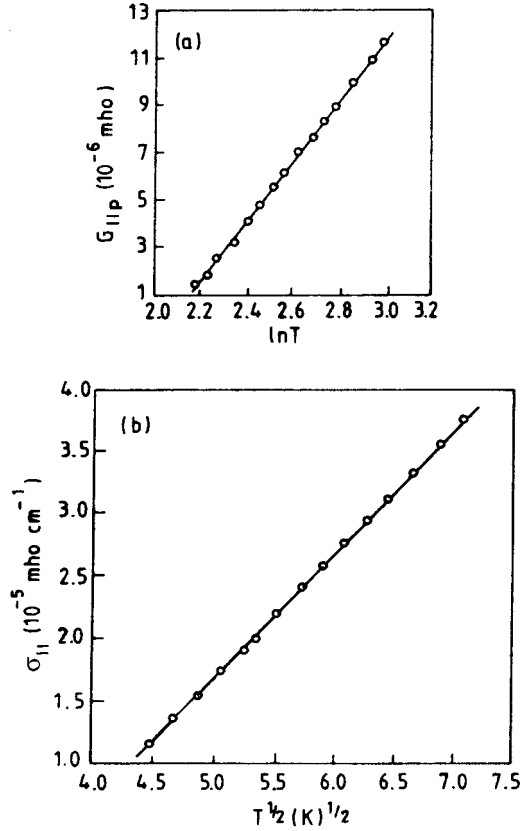 (a)
13
11
9
7
5
3
1
G||p (10⁻⁶ mho)
2.0 2.2 2.4 2.6 2.8 3.0 3.2
lnT
(b)
4.0
3.5
3.0
2.5
2.0
1.5
1.0
σ|| (10⁻⁵ mho cm⁻¹)
4.0 4.5 5.0 5.5 6.0 6.5 7.0 7.5
T^½ (K)^1/2